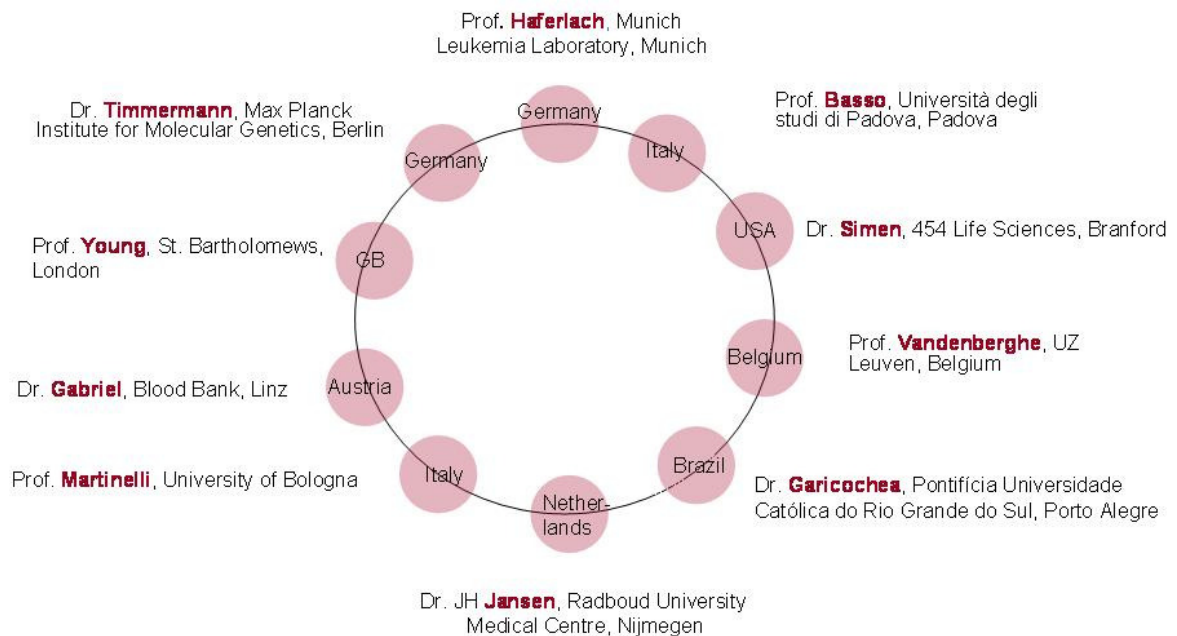 Prof. Haferlach, Munich
Leukemia Laboratory, Munich
Germany
Prof. Basso, Università degli
studi di Padova, Padova
Italy
USA
Dr. Simen, 454 Life Sciences, Branford
Belgium
Prof. Vandenberghe, UZ
Leuven, Belgium
Brazil
Dr. Garicochea, Pontifícia Universidade
Católica do Rio Grande do Sul, Porto Alegre
Nether-
lands
Dr. JH Jansen, Radboud University
Medical Centre, Nijmegen
Italy
Prof. Martinelli, University of Bologna
Austria
Dr. Gabriel, Blood Bank, Linz
GB
Prof. Young, St. Bartholomews,
London
Germany
Dr. Timmermann, Max Planck
Institute for Molecular Genetics, Berlin